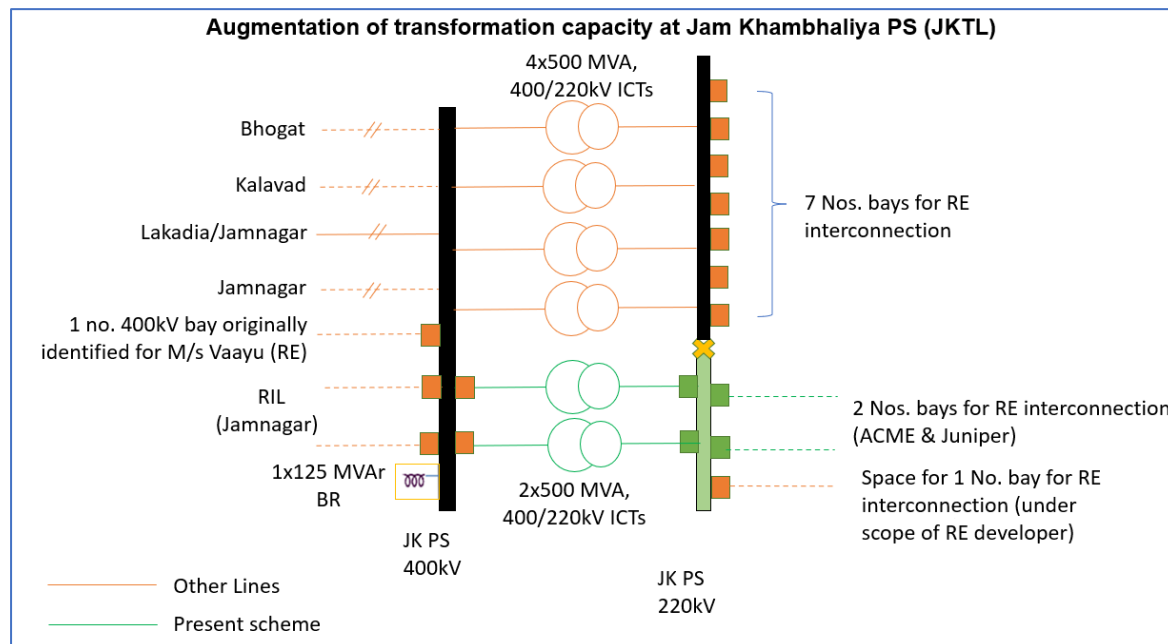 Augmentation of transformation capacity at Jam Khambhaliya PS (JKTL)
4x500 MVA,
400/220kV ICTs
Bhogat
Kalavad
Lakadia/Jamnagar
Jamnagar
1 no. 400kV bay originally
identified for M/s Vaayu (RE)
RIL
(Jamnagar)
1x125 MVAr
BR
7 Nos. bays for RE
interconnection
2 Nos. bays for RE interconnection
(ACME & Juniper)
Space for 1 No. bay for RE
interconnection (under
scope of RE developer)
2x500 MVA,
400/220kV ICTs
JK PS
400kV
JK PS
220kV
Other Lines
Present scheme